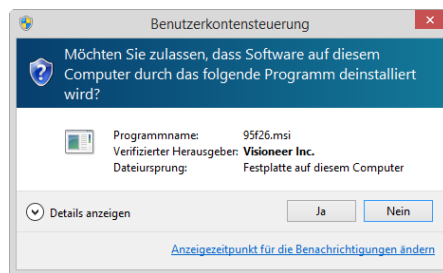 Benutzerkontensteuerung
Möchten Sie zulassen, dass Software auf diesem
Computer durch das folgende Programm deinstalliert
wird?
Programmname: 95f26.msi
Verifizierter Herausgeber: Visioneer Inc.
Dateiursprung: Festplatte auf diesem Computer
Details anzeigen Ja Nein
Anzeigezeitpunkt für die Benachrichtigungen ändern